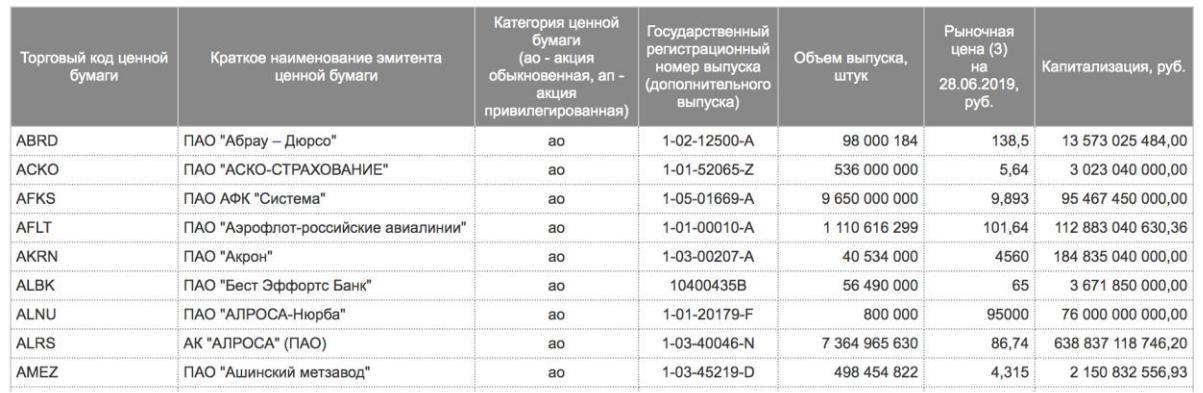 Торговый код ценной бумаги | Краткое наименование эмитента ценной бумаги | Категория ценной бумаги (ао - акция обыкновенная, ап - акция привилегированная) | Государственный регистрационный номер выпуска (дополнительного выпуска) | Объем выпуска, штук | Рыночная цена (3) на 28.06.2019, руб. | Капитализация, руб.
ABRD | ПАО "Абрау – Дюрсо" | ао | 1-02-12500-A | 98 000 184 | 138,5 | 13 573 025 484,00
ACKO | ПАО "АСКО-СТРАХОВАНИЕ" | ао | 1-01-52065-Z | 536 000 000 | 5,64 | 3 023 040 000,00
AFKS | ПАО АФК "Система" | ао | 1-05-01669-A | 9 650 000 000 | 9,893 | 95 467 450 000,00
AFLT | ПАО "Аэрофлот-российские авиалинии" | ао | 1-01-00010-A | 1 110 616 299 | 101,64 | 112 883 040 630,36
AKRN | ПАО "Акрон" | ао | 1-03-00207-A | 40 534 000 | 4560 | 184 835 040 000,00
ALBK | ПАО "Бест Эффортс Банк" | ао | 10400435B | 56 490 000 | 65 | 3 671 850 000,00
ALNU | ПАО "АЛРОСА-Нюрба" | ао | 1-01-20179-F | 800 000 | 95000 | 76 000 000 000,00
ALRS | АК "АЛРОСА" (ПАО) | ао | 1-03-40046-N | 7 364 965 630 | 86,74 | 638 837 118 746,20
AMEZ | ПАО "Ашинский метзавод" | ао | 1-03-45219-D | 498 454 822 | 4,315 | 2 150 832 556,93